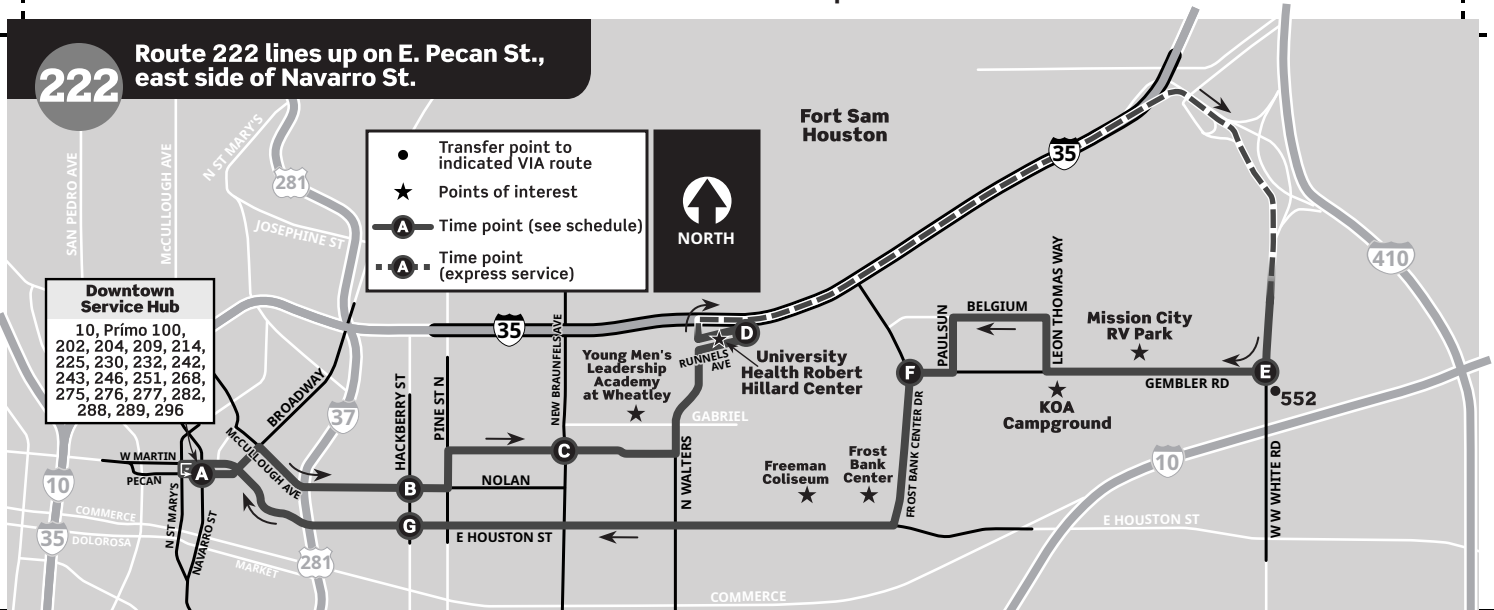 222
Route 222 lines up on E. Pecan St.,
east side of Navarro St.
Transfer point to
indicated VIA route
Points of interest
A
Time point (see schedule)
A
Time point
(express service)
NORTH
Fort Sam
Houston
SAN PEDRO AVE
McCULLOUGH AVE
N ST MARY'S
281
JOSEPHINE ST
35
410
Downtown
Service Hub
10, Prímo 100,
202, 204, 209, 214,
225, 230, 232, 242,
243, 246, 251, 268,
275, 276, 277, 282,
288, 289, 296
35
NEW BRAUNFELS AVE
D
RUNNELS
AVE
Young Men's
Leadership
Academy
at Wheatley
University
Health Robert
Hillard Center
PAULSUN
BELGIUM
LEON THOMAS WAY
Mission City
RV Park
F
E
GEMBLER RD
552
KOA
Campground
BROADWAY
37
HACKBERRY ST
PINE ST N
GABRIEL
W MARTIN
PECAN
A
McCULLOUGH AVE
C
N WALTERS
Freeman
Coliseum
Frost
Bank
Center
FROST BANK CENTER DR
10
W W WHITE RD
10
B
NOLAN
N ST MARY'S
NAVARRO ST
COMMERCE
G
E HOUSTON ST
E HOUSTON ST
35
DOLOROSA
MARKET
281
COMMERCE